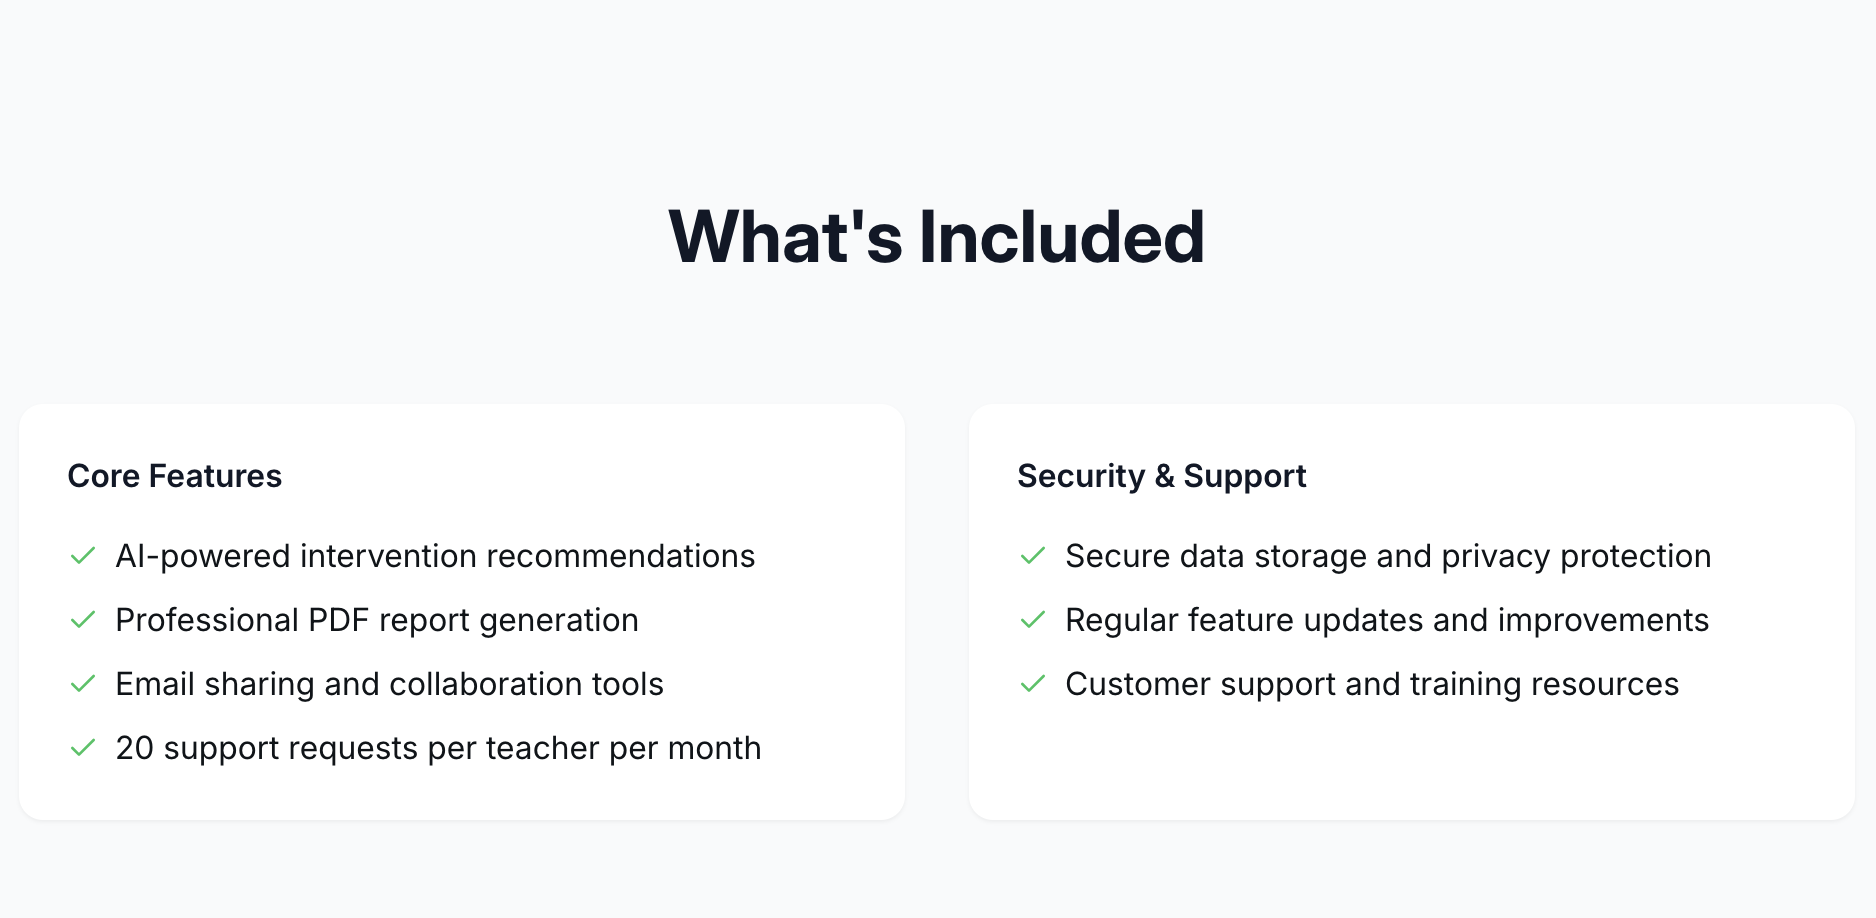 What's Included
Core Features
AI-powered intervention recommendations
Professional PDF report generation
Email sharing and collaboration tools
20 support requests per teacher per month
Security & Support
Secure data storage and privacy protection
Regular feature updates and improvements
Customer support and training resources